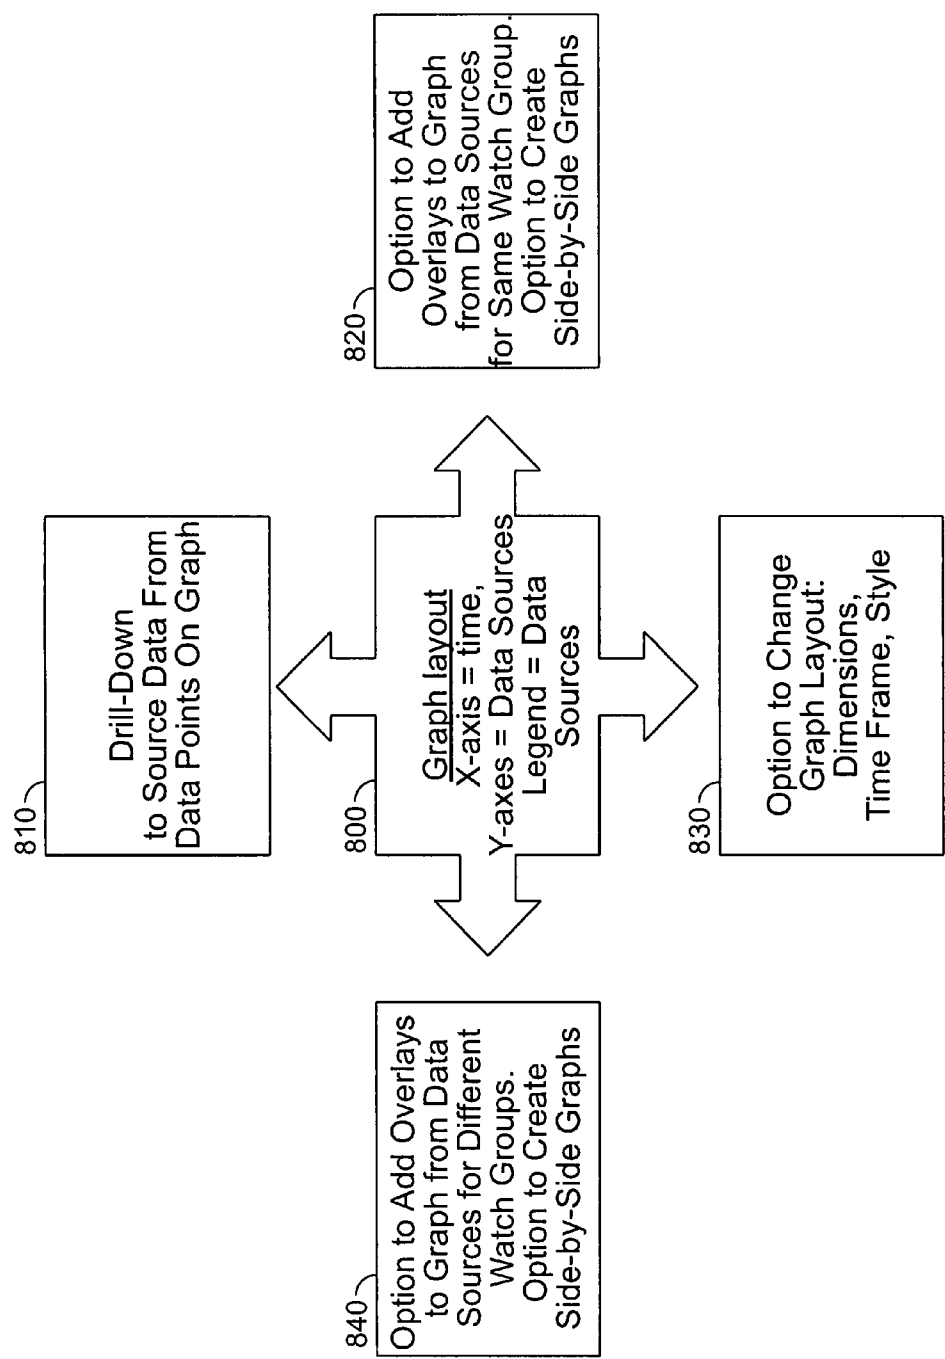 810
Drill-Down
to Source Data From
Data Points On Graph
840
Option to Add Overlays
to Graph from Data
Sources for Different
Watch Groups.
Option to Create
Side-by-Side Graphs
800
Graph layout
X-axis = time,
Y-axes = Data Sources
Legend = Data
Sources
820
Option to Add
Overlays to Graph
from Data Sources
for Same Watch Group.
Option to Create
Side-by-Side Graphs
830
Option to Change
Graph Layout:
Dimensions,
Time Frame, Style